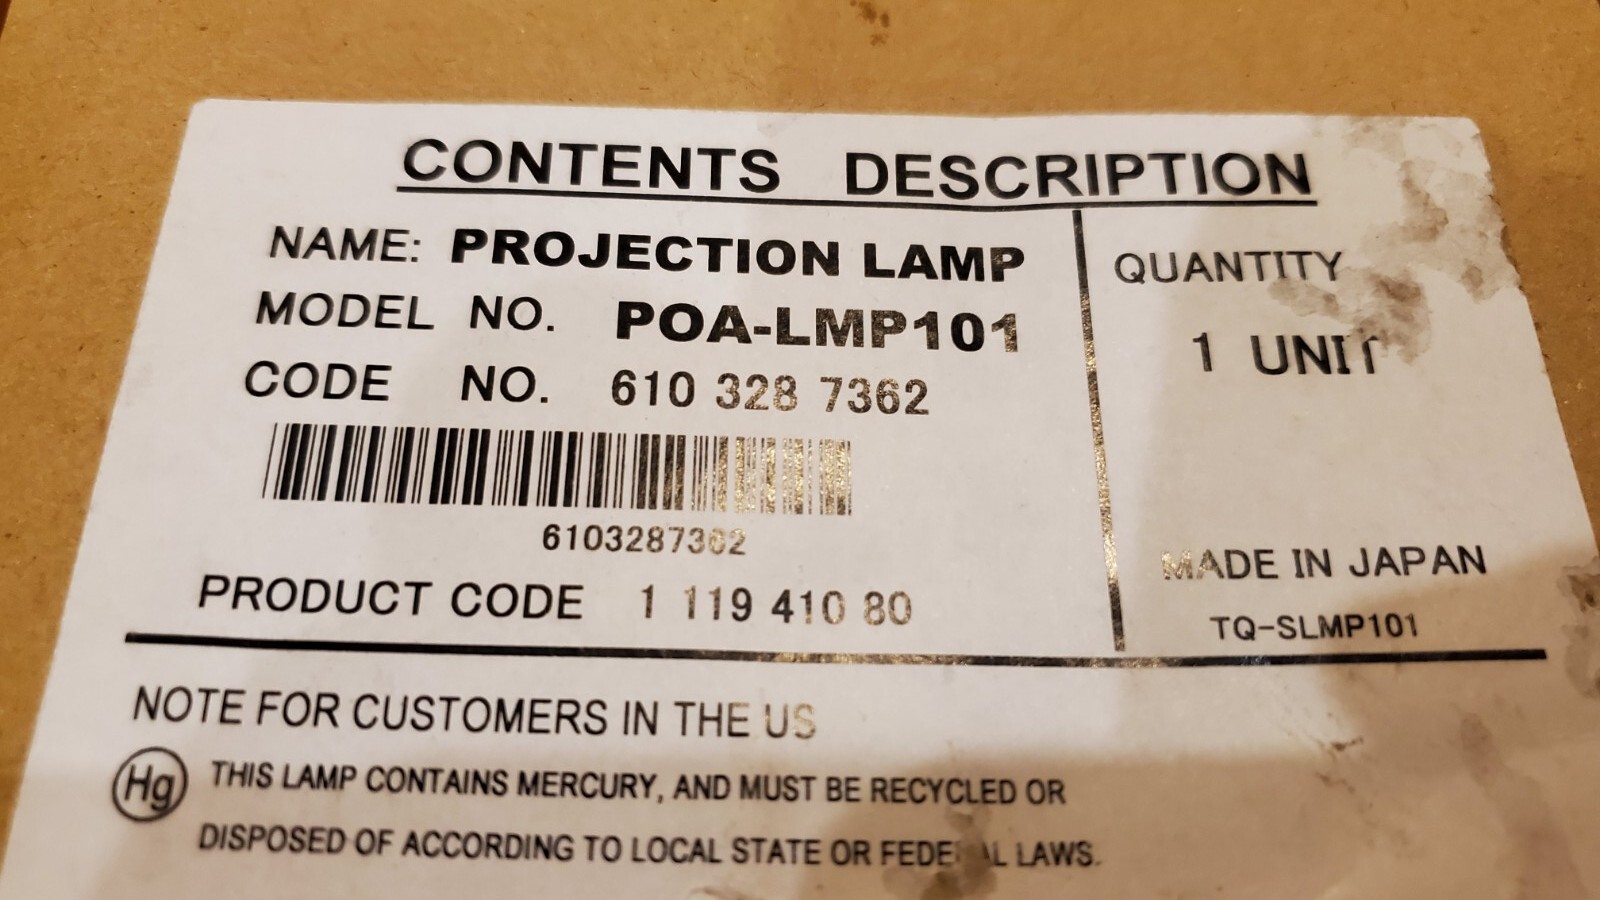 CONTENTS DESCRIPTION
NAME: PROJECTION LAMP
MODEL NO. POA-LMP101
CODE NO. 610 328 7362
6103287362
PRODUCT CODE 1 119 410 80
QUANTITY
1 UNIT
MADE IN JAPAN
TQ-SLMP101
NOTE FOR CUSTOMERS IN THE US
Hg THIS LAMP CONTAINS MERCURY, AND MUST BE RECYCLED OR
DISPOSED OF ACCORDING TO LOCAL STATE OR FEDERAL LAWS.